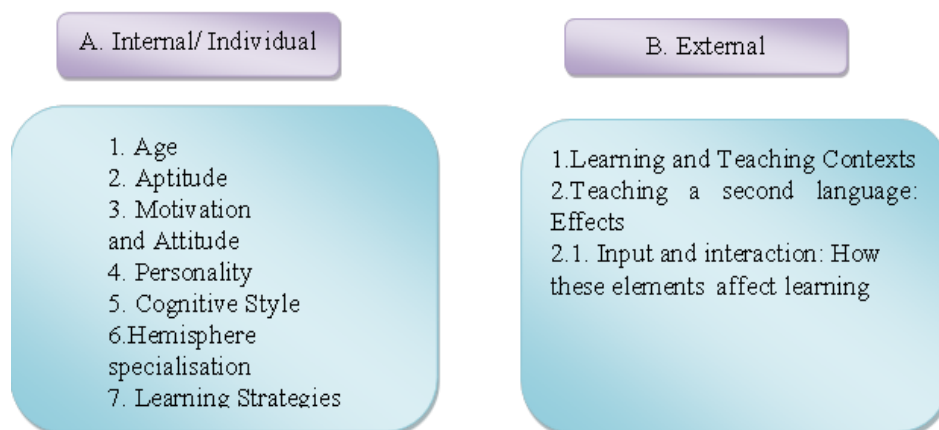 A. Internal/ Individual
1. Age
2. Aptitude
3. Motivation
and Attitude
4. Personality
5. Cognitive Style
6.Hemisphere
specialisation
7. Learning Strategies
B. External
1.Learning and Teaching Contexts
2.Teaching a second language:
Effects
2.1. Input and interaction: How
these elements affect learning